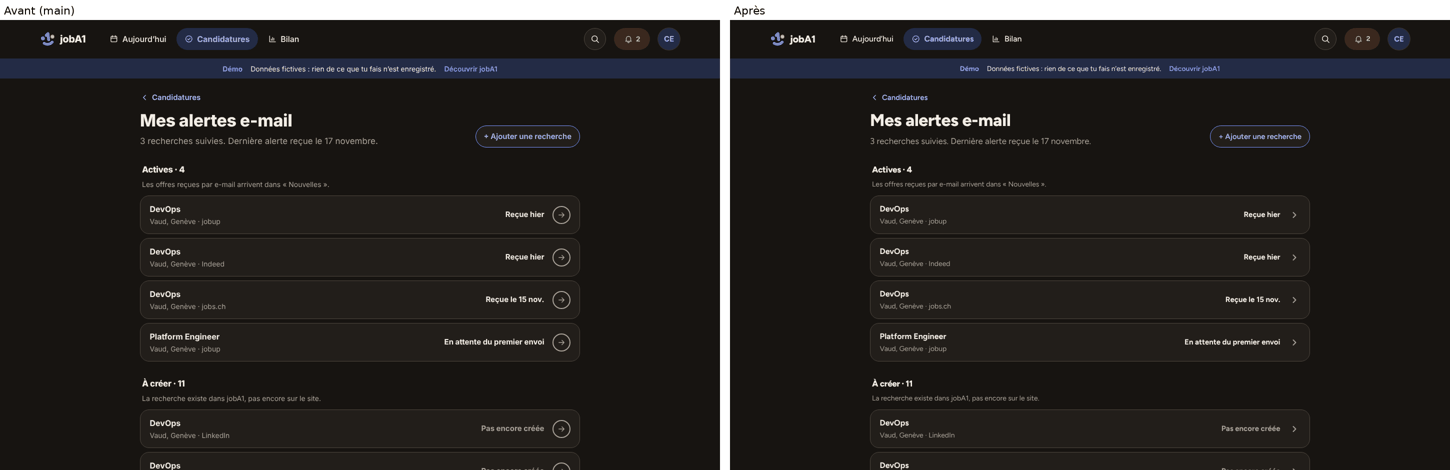 Avant (main)
jobA1 Aujourd'hui Candidatures Bilan 2 CE
Démo Données fictives : rien de ce que tu fais n'est enregistré. Découvrir jobA1
Candidatures
Mes alertes e-mail
3 recherches suivies. Dernière alerte reçue le 17 novembre.
+ Ajouter une recherche
Actives · 4
Les offres reçues par e-mail arrivent dans « Nouvelles ».
DevOps
Vaud, Genève · jobup
Reçue hier
DevOps
Vaud, Genève · Indeed
Reçue hier
DevOps
Vaud, Genève · jobs.ch
Reçue le 15 nov.
Platform Engineer
Vaud, Genève · jobup
En attente du premier envoi
À créer · 11
La recherche existe dans jobA1, pas encore sur le site.
DevOps
Vaud, Genève · LinkedIn
Pas encore créée
DevOps
Après
jobA1 Aujourd'hui Candidatures Bilan 2 CE
Démo Données fictives : rien de ce que tu fais n'est enregistré. Découvrir jobA1
Candidatures
Mes alertes e-mail
3 recherches suivies. Dernière alerte reçue le 17 novembre.
+ Ajouter une recherche
Actives · 4
Les offres reçues par e-mail arrivent dans « Nouvelles ».
DevOps
Vaud, Genève · jobup
Reçue hier
DevOps
Vaud, Genève · Indeed
Reçue hier
DevOps
Vaud, Genève · jobs.ch
Reçue le 15 nov.
Platform Engineer
Vaud, Genève · jobup
En attente du premier envoi
À créer · 11
La recherche existe dans jobA1, pas encore sur le site.
DevOps
Vaud, Genève · LinkedIn
Pas encore créée
DevOps